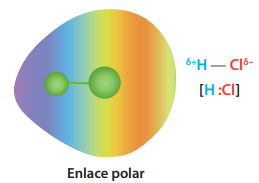 δ+H — Clδ–
[H :Cl]
Enlace polar